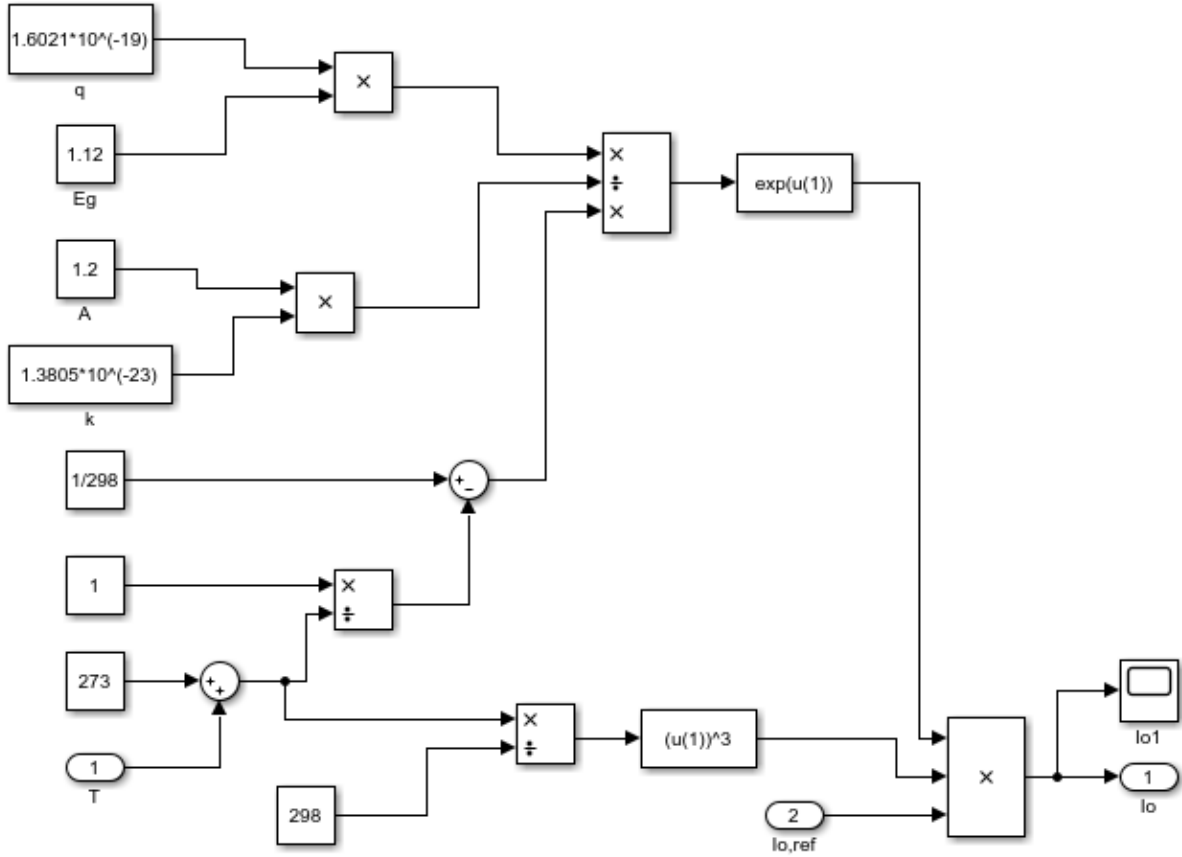 1.6021*10^(-19)
q
×
1.12
Eg
×
÷
×
exp(u(1))
1.2
A
×
1.3805*10^(-23)
k
1/298
+
−
1
×
÷
273
+
+
1
T
×
÷
298
(u(1))^3
2
Io,ref
×
Io1
1
Io